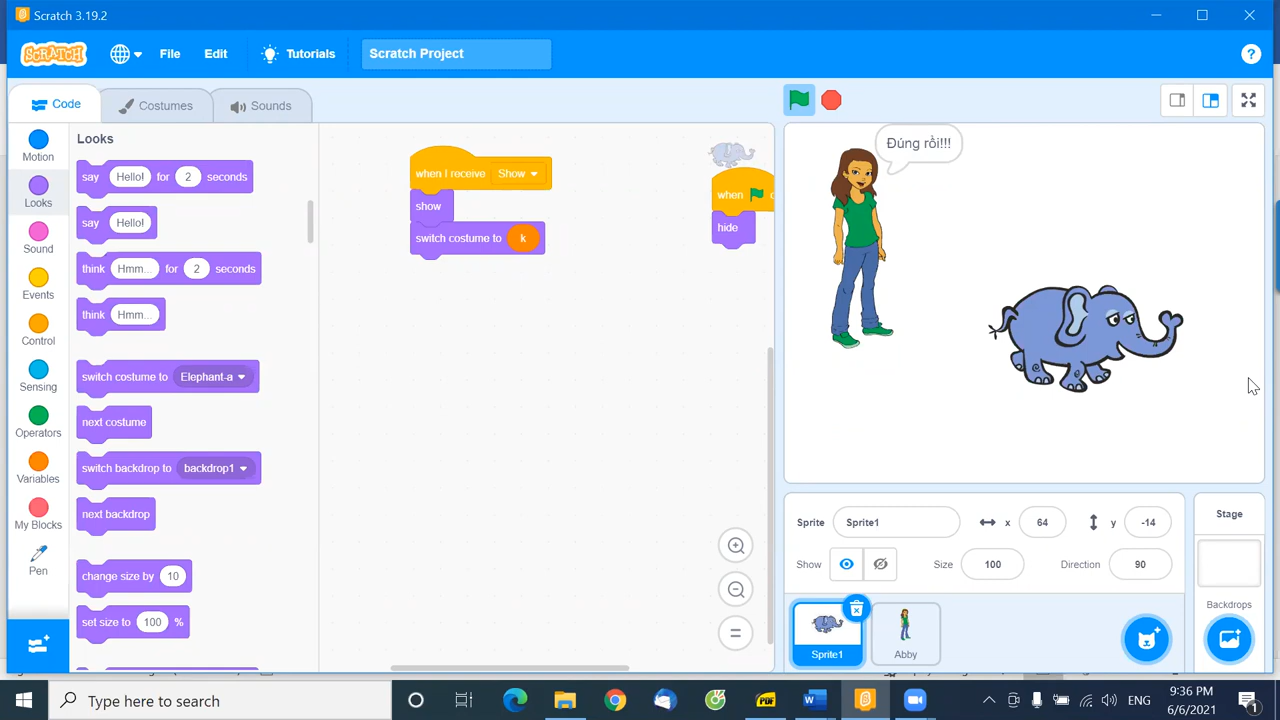 Scratch 3.19.2
SCRATCH
File
Edit
Tutorials
Scratch Project
?
Code
Costumes
Sounds
Motion
Looks
Sound
Events
Control
Sensing
Operators
Variables
My Blocks
Pen
Looks
say Hello! for 2 seconds
say Hello!
think Hmm... for 2 seconds
think Hmm...
switch costume to Elephant-a
next costume
switch backdrop to backdrop1
next backdrop
change size by 10
set size to 100 %
when I receive Show
show
switch costume to k
when
hide
Đúng rồi!!!
Sprite Sprite1 x 64 y -14
Show Size 100 Direction 90
Sprite1
Abby
Stage
Backdrops
Type here to search
PDF
ENG
9:36 PM
6/6/2021
1